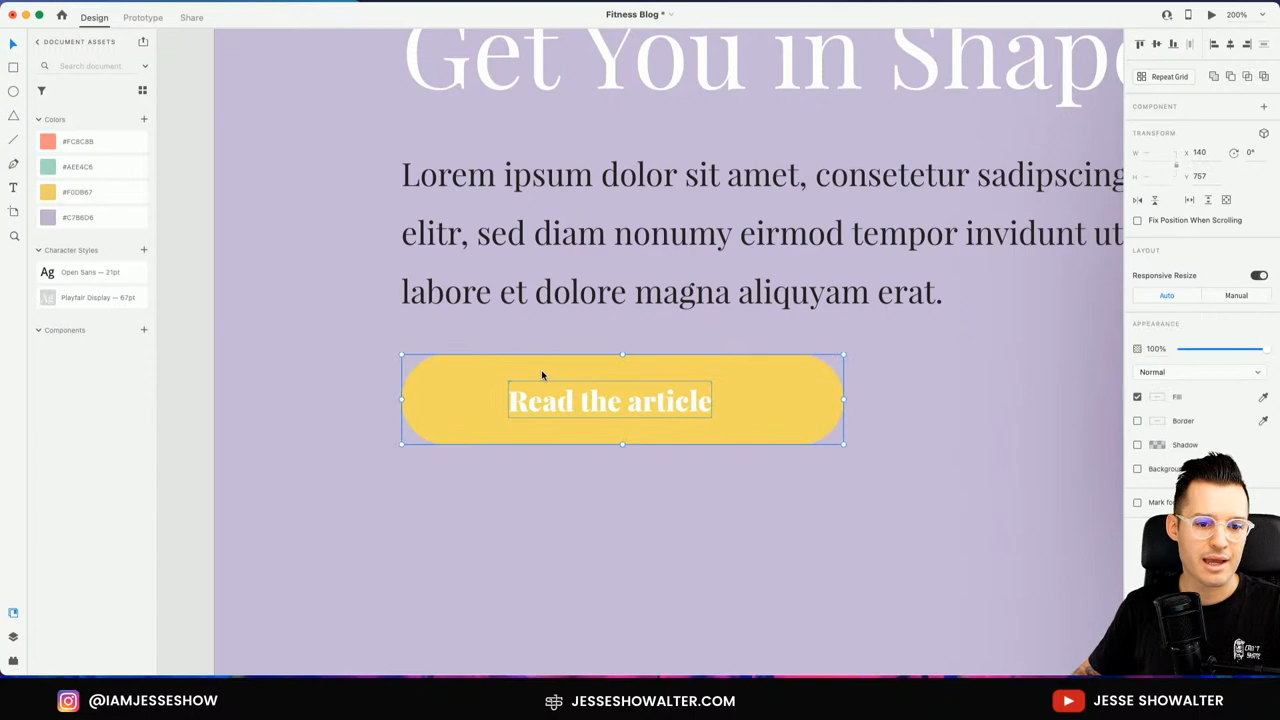 Design
Prototype
Share
Fitness Blog *
200%
DOCUMENT ASSETS
Search document
Colors
#FC8C8B
#AEE4C6
#F0DB67
#C7B6D6
Character Styles
Ag Open Sans — 21pt
Ag Playfair Display — 67pt
Components
Get You in Shape
Lorem ipsum dolor sit amet, consetetur sadipscing
elitr, sed diam nonumy eirmod tempor invidunt ut
labore et dolore magna aliquyam erat.
Read the article
Repeat Grid
COMPONENT
TRANSFORM
W X 140 0°
H Y 757
Fix Position When Scrolling
LAYOUT
Responsive Resize
Auto Manual
APPEARANCE
100%
Normal
Fill
Border
Shadow
@IAMJESSESHOW
JESSESHOWALTER.COM
JESSE SHOWALTER